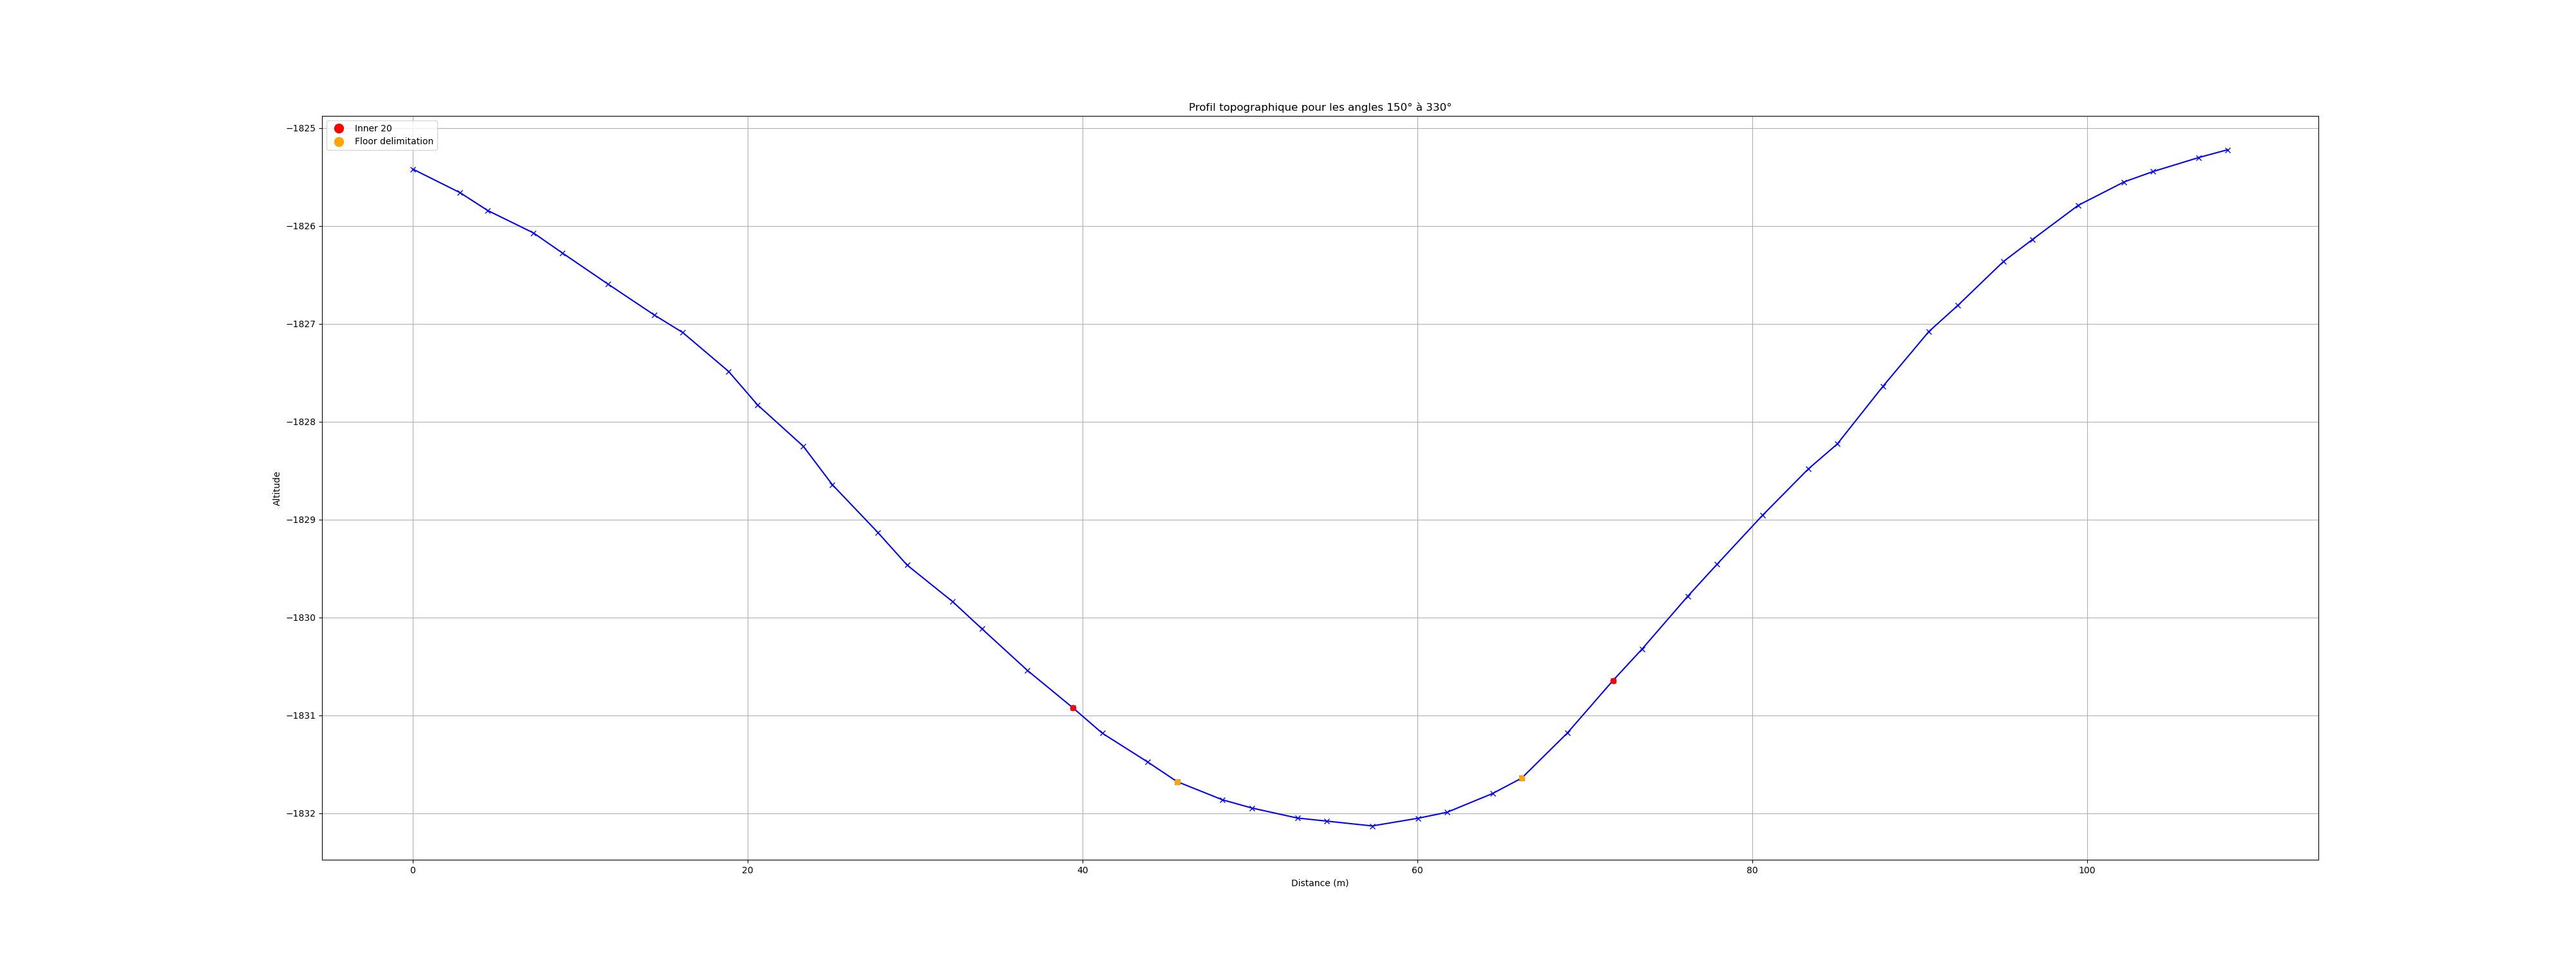 Profil topographique pour les angles 150° à 330°
Inner 20
Floor delimitation
−1825
−1826
−1827
−1828
−1829
−1830
−1831
−1832
Altitude
0
20
40
60
80
100
Distance (m)